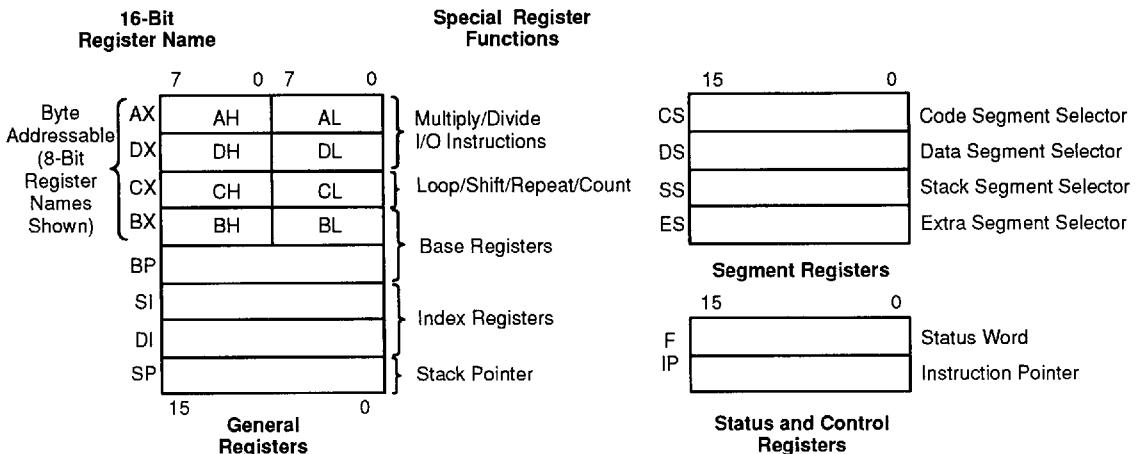 16-Bit
Register Name
Special Register
Functions
7 0 7 0
Byte
Addressable
(8-Bit
Register
Names
Shown)
AX AH AL
DX DH DL
CX CH CL
BX BH BL
BP
SI
DI
SP
15 0
General
Registers
Multiply/Divide
I/O Instructions
Loop/Shift/Repeat/Count
Base Registers
Index Registers
Stack Pointer
15 0
CS Code Segment Selector
DS Data Segment Selector
SS Stack Segment Selector
ES Extra Segment Selector
Segment Registers
15 0
F Status Word
IP Instruction Pointer
Status and Control
Registers